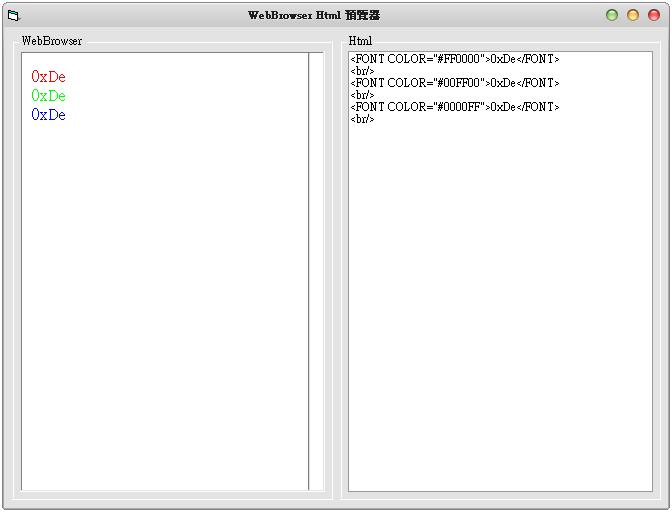 WebBrowser Html 預覽器
WebBrowser
0xDe
0xDe
0xDe
Html
<FONT COLOR="#FF0000">0xDe</FONT>
<br/>
<FONT COLOR="#00FF00">0xDe</FONT>
<br/>
<FONT COLOR="#0000FF">0xDe</FONT>
<br/>